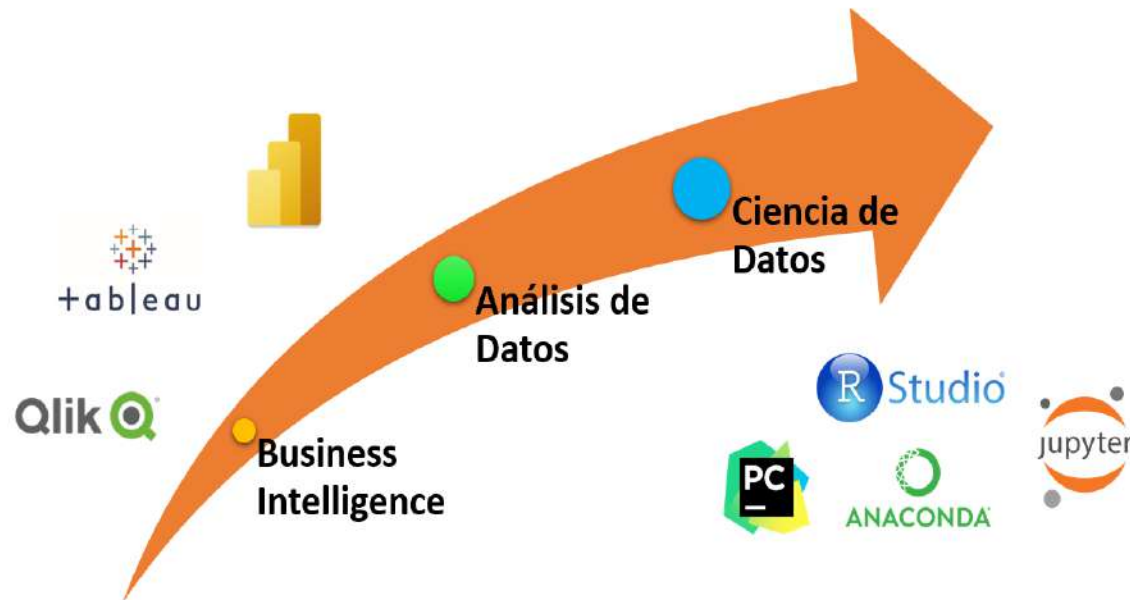 tableau
Qlik
Business
Intelligence
Análisis de
Datos
Ciencia de
Datos
R Studio
PC
ANACONDA
jupyter